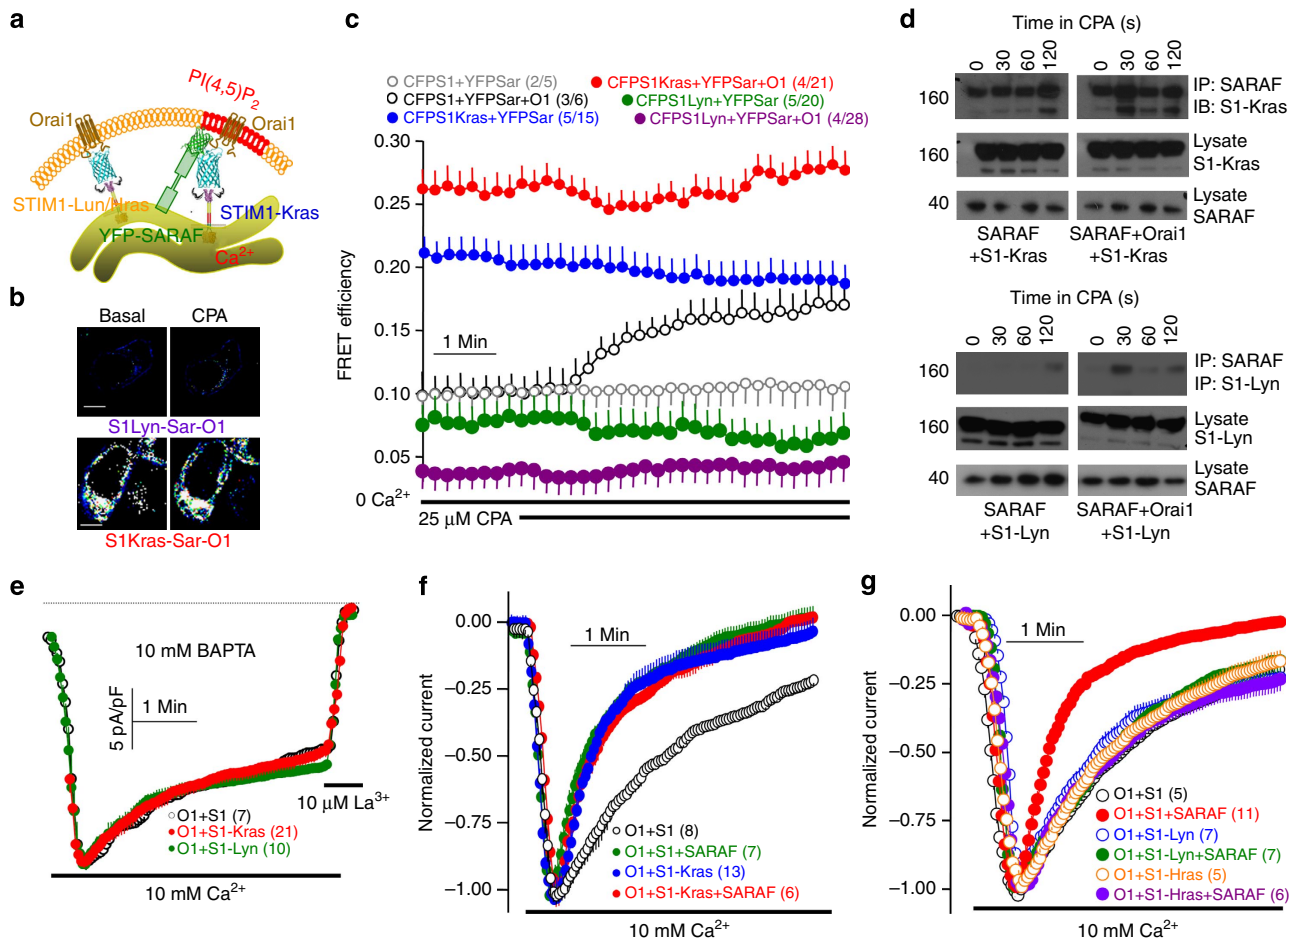 a
PI(4,5)P2
Orai1
Orai1
STIM1-Lun/Nras
STIM1-Kras
YFP-SARAF
Ca2+
b
Basal
CPA
S1Lyn-Sar-O1
S1Kras-Sar-O1
c
CFPS1+YFPSar (2/5)
CFPS1+YFPSar+O1 (3/6)
CFPS1Kras+YFPSar (5/15)
CFPS1Kras+YFPSar+O1 (4/21)
CFPS1Lyn+YFPSar (5/20)
CFPS1Lyn+YFPSar+O1 (4/28)
FRET efficiency
0.30
0.25
0.20
0.15
0.10
0.05
1 Min
0 Ca2+
25 µM CPA
d
Time in CPA (s)
0 30 60 120
0 30 60 120
160
IP: SARAF
IB: S1-Kras
160
Lysate
S1-Kras
40
Lysate
SARAF
SARAF
+S1-Kras
SARAF+Orai1
+S1-Kras
Time in CPA (s)
0 30 60 120
0 30 60 120
160
IP: SARAF
IP: S1-Lyn
160
Lysate
S1-Lyn
40
Lysate
SARAF
SARAF
+S1-Lyn
SARAF+Orai1
+S1-Lyn
e
10 mM BAPTA
5 pA/pF
1 Min
10 µM La3+
O1+S1 (7)
O1+S1-Kras (21)
O1+S1-Lyn (10)
10 mM Ca2+
f
Normalized current
0.00
−0.25
−0.50
−0.75
−1.00
1 Min
O1+S1 (8)
O1+S1+SARAF (7)
O1+S1-Kras (13)
O1+S1-Kras+SARAF (6)
10 mM Ca2+
g
Normalized current
0.00
−0.25
−0.50
−0.75
−1.00
1 Min
O1+S1 (5)
O1+S1+SARAF (11)
O1+S1-Lyn (7)
O1+S1-Lyn+SARAF (7)
O1+S1-Hras (5)
O1+S1-Hras+SARAF (6)
10 mM Ca2+